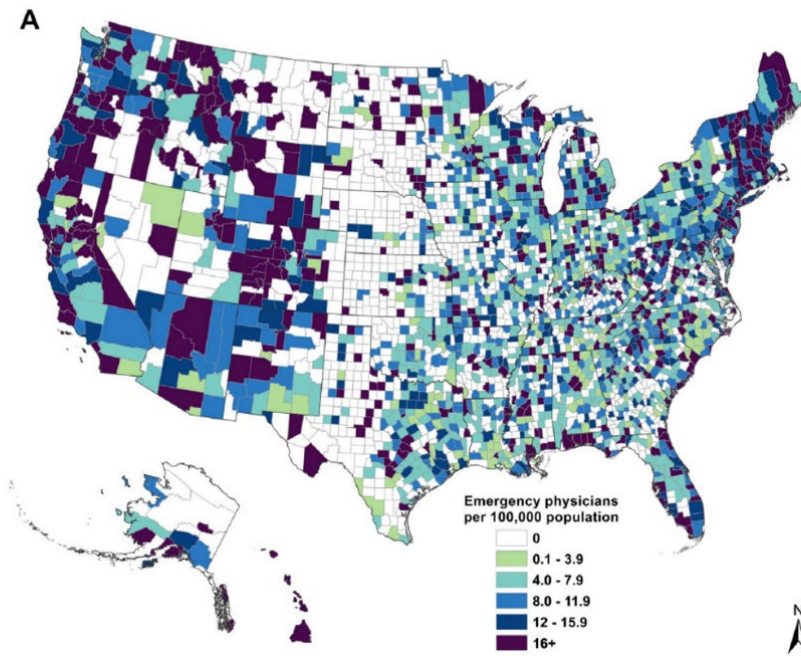 A
Emergency physicians
per 100,000 population
0
0.1 - 3.9
4.0 - 7.9
8.0 - 11.9
12 - 15.9
16+
N